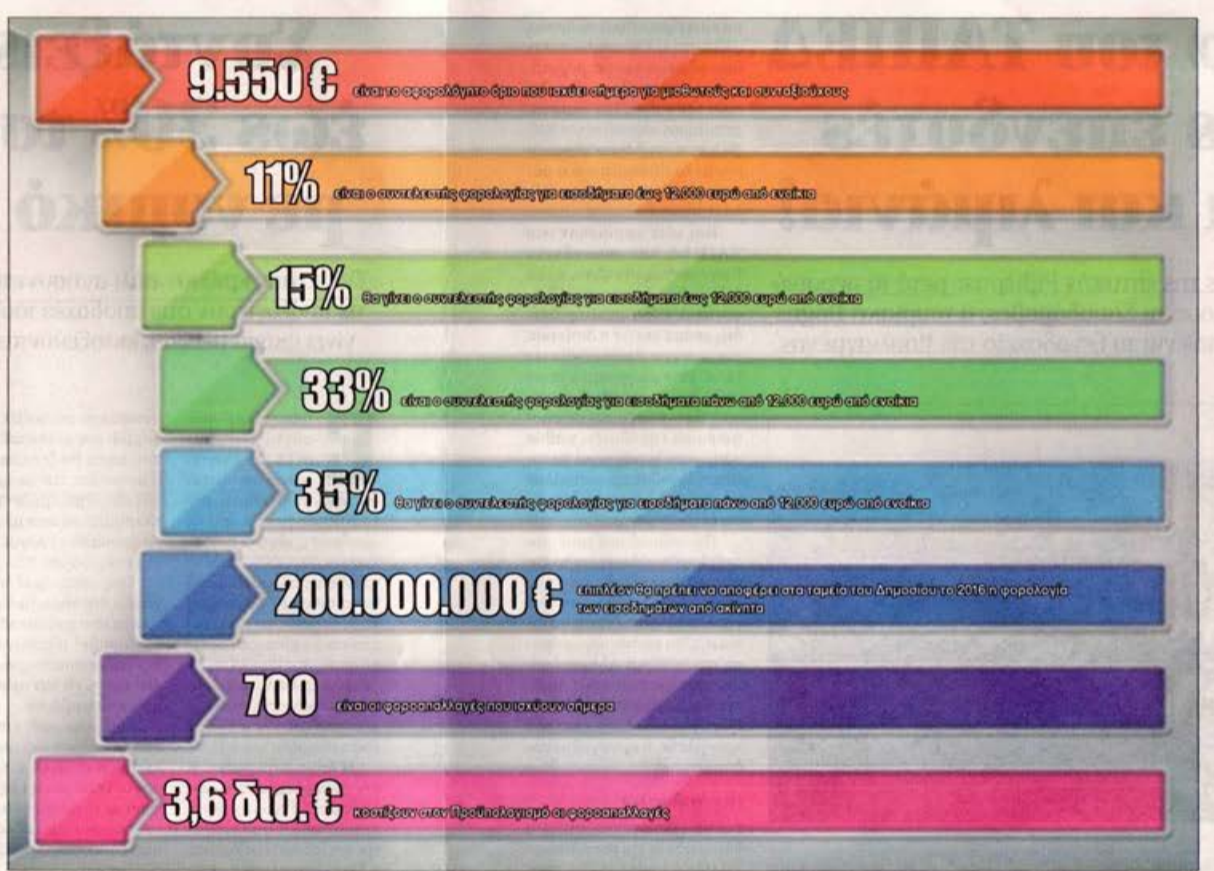 9.550 € είναι το αφορολόγητο όριο που ισχύει σήμερα για μισθωτούς και συνταξιούχους
11% είναι ο συντελεστής φορολογίας για εισοδήματα έως 12.000 ευρώ από ενοίκια
15% θα γίνει ο συντελεστής φορολογίας για εισοδήματα έως 12.000 ευρώ από ενοίκια
33% είναι ο συντελεστής φορολογίας για εισοδήματα πάνω από 12.000 ευρώ από ενοίκια
35% θα γίνει ο συντελεστής φορολογίας για εισοδήματα πάνω από 12.000 ευρώ από ενοίκια
200.000.000 € επιπλέον θα πρέπει να αποφέρει στα ταμεία του Δημοσίου το 2016 η φορολογία
των εισοδημάτων από ακίνητα
700 είναι οι φοροαπαλλαγές που ισχύουν σήμερα
3,6 δισ. € κοστίζουν στον Προϋπολογισμό οι φοροαπαλλαγές